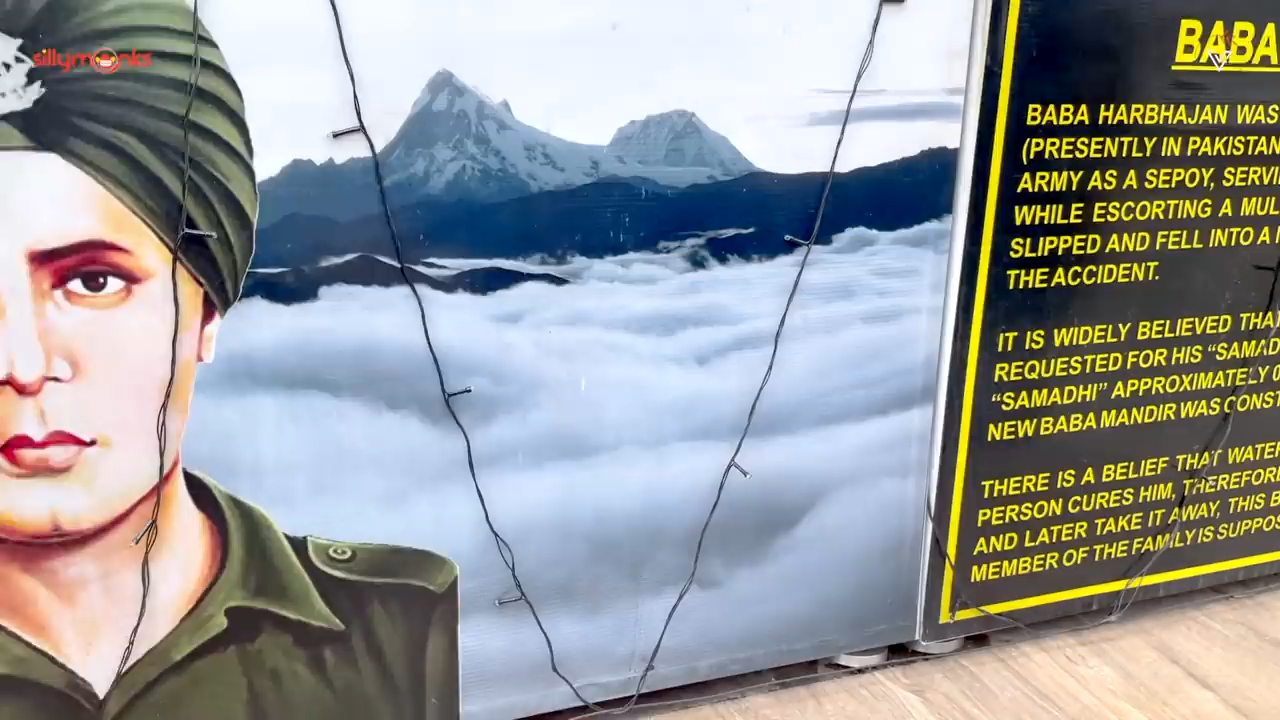 sillymonks
BABA
BABA HARBHAJAN WAS
(PRESENTLY IN PAKISTAN
ARMY AS A SEPOY, SERVI
WHILE ESCORTING A MUL
SLIPPED AND FELL INTO A
THE ACCIDENT.
IT IS WIDELY BELIEVED THA
REQUESTED FOR HIS “SAMAD
“SAMADHI” APPROXIMATELY
NEW BABA MANDIR WAS CONST
THERE IS A BELIEF THAT WATER
PERSON CURES HIM, THEREFORE
AND LATER TAKE IT AWAY, THIS B
MEMBER OF THE FAMILY IS SUPPOS